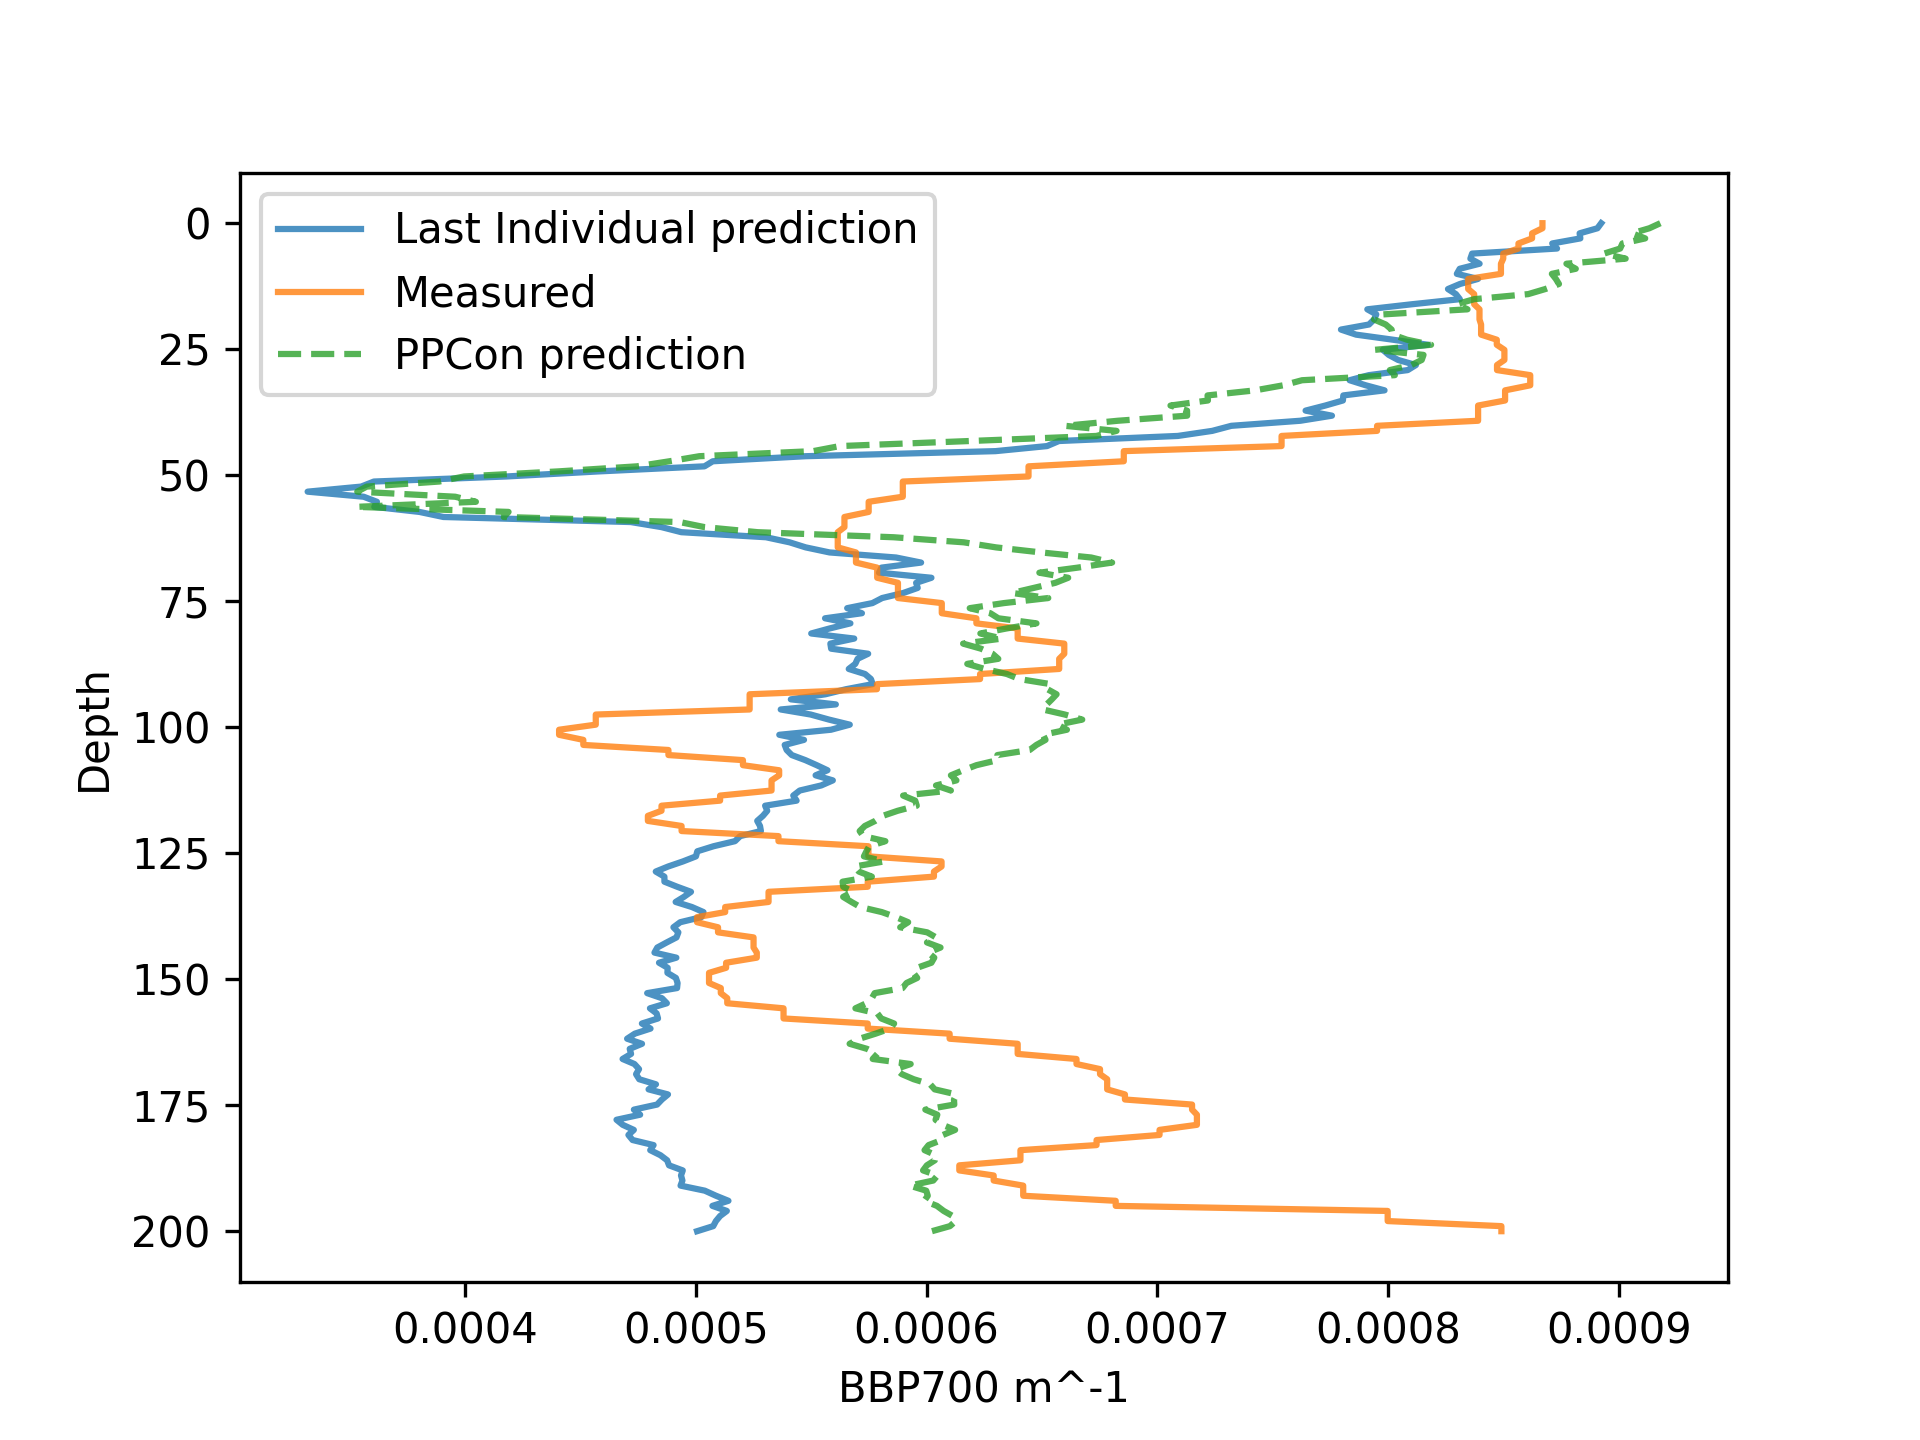 Last Individual prediction
Measured
PPCon prediction
0
25
50
75
100
125
150
175
200
Depth
0.0004 0.0005 0.0006 0.0007 0.0008 0.0009
BBP700 m^-1